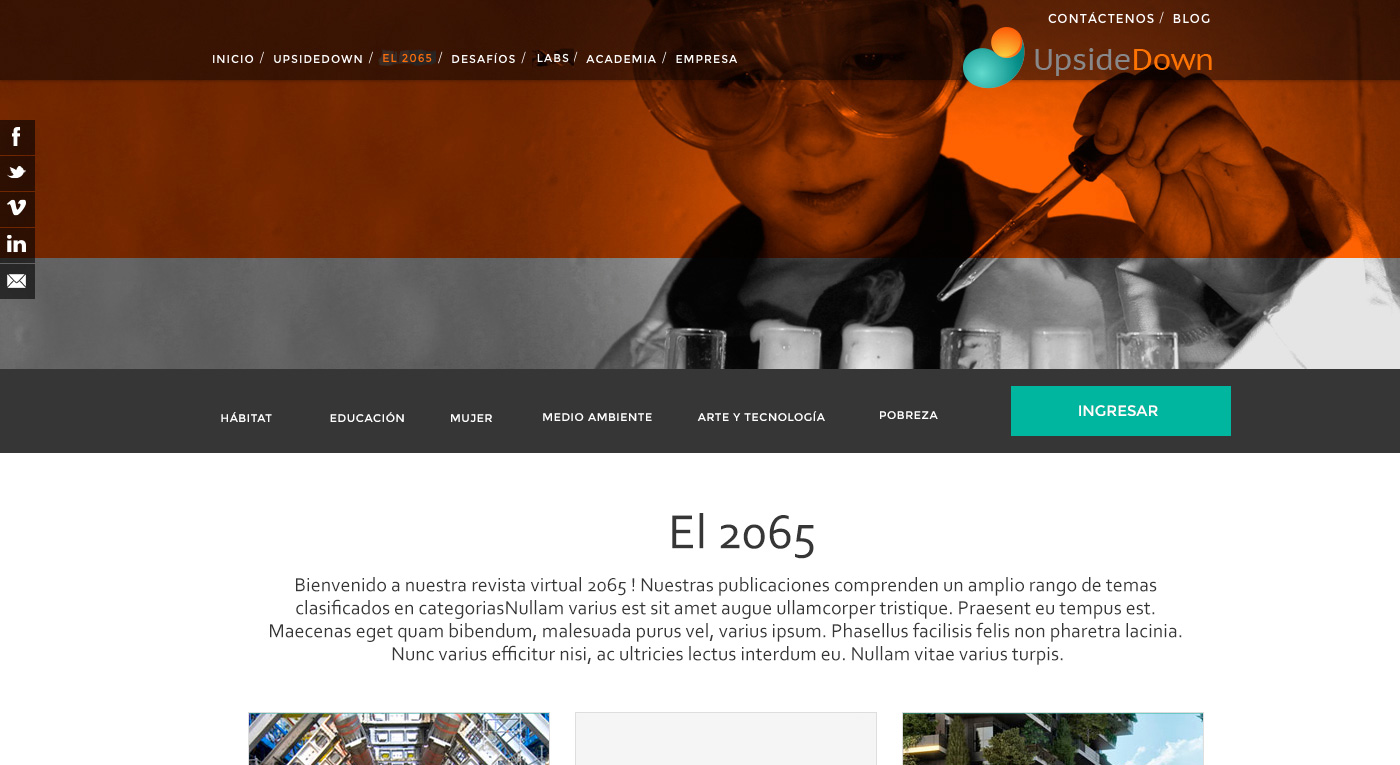 CONTÁCTENOS / BLOG
INICIO / UPSIDEDOWN / EL 2065 / DESAFÍOS / LABS / ACADEMIA / EMPRESA
UpsideDown
HÁBITAT EDUCACIÓN MUJER MEDIO AMBIENTE ARTE Y TECNOLOGÍA POBREZA
INGRESAR
El 2065
Bienvenido a nuestra revista virtual 2065 ! Nuestras publicaciones comprenden un amplio rango de temas
clasificados en categoriasNullam varius est sit amet augue ullamcorper tristique. Praesent eu tempus est.
Maecenas eget quam bibendum, malesuada purus vel, varius ipsum. Phasellus facilisis felis non pharetra lacinia.
Nunc varius efficitur nisi, ac ultricies lectus interdum eu. Nullam vitae varius turpis.